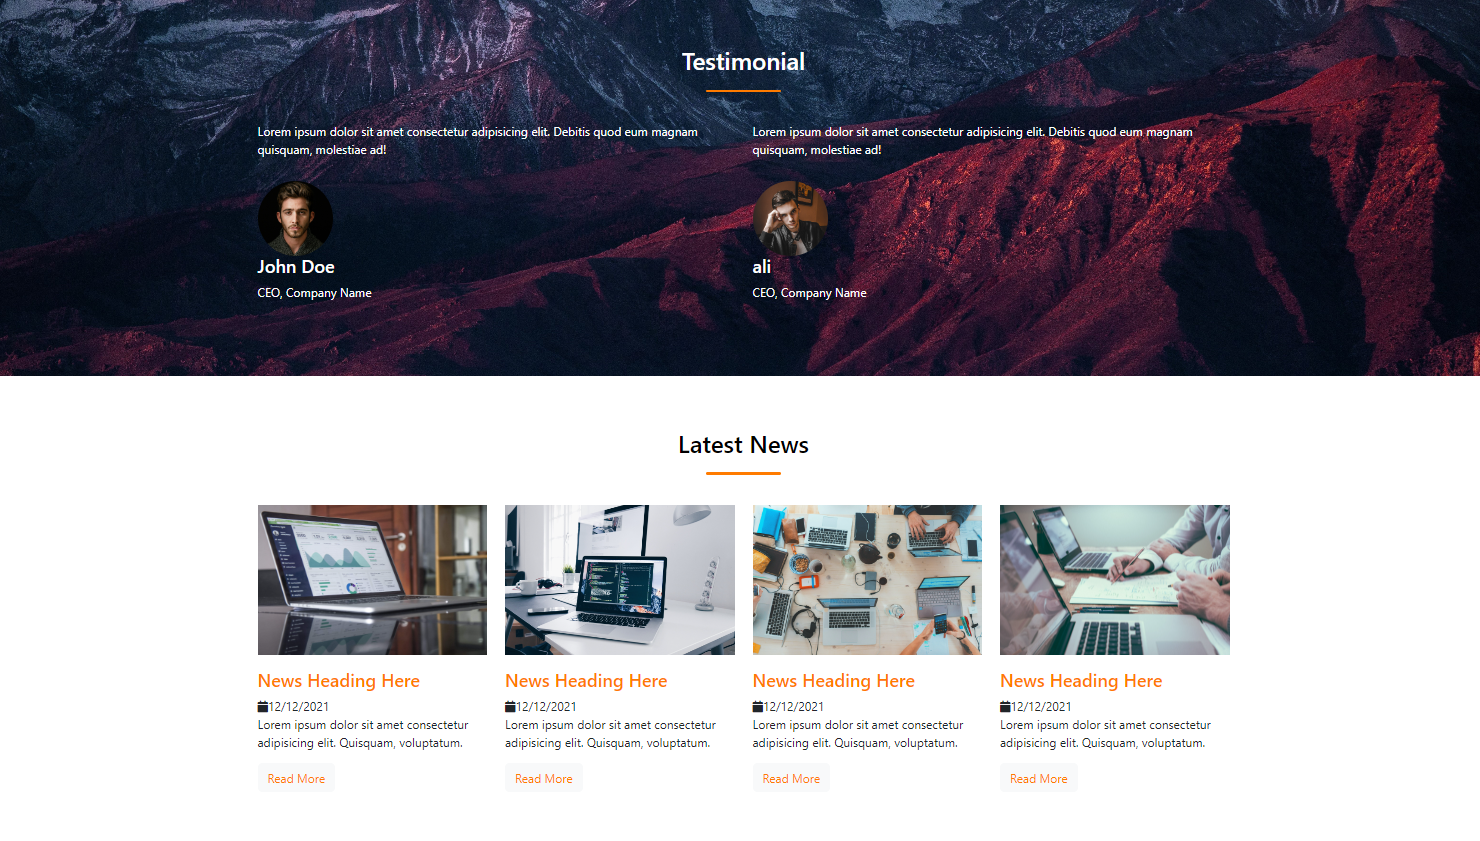 Testimonial
Lorem ipsum dolor sit amet consectetur adipisicing elit. Debitis quod eum magnam
quisquam, molestiae ad!
John Doe
CEO, Company Name
Lorem ipsum dolor sit amet consectetur adipisicing elit. Debitis quod eum magnam
quisquam, molestiae ad!
ali
CEO, Company Name
Latest News
News Heading Here
12/12/2021
Lorem ipsum dolor sit amet consectetur
adipisicing elit. Quisquam, voluptatum.
Read More
News Heading Here
12/12/2021
Lorem ipsum dolor sit amet consectetur
adipisicing elit. Quisquam, voluptatum.
Read More
News Heading Here
12/12/2021
Lorem ipsum dolor sit amet consectetur
adipisicing elit. Quisquam, voluptatum.
Read More
News Heading Here
12/12/2021
Lorem ipsum dolor sit amet consectetur
adipisicing elit. Quisquam, voluptatum.
Read More